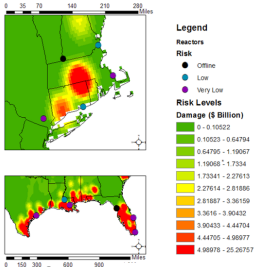 0 35 70 140 210 280
Miles
Legend
Reactors
Risk
Offline
Low
Very Low
Risk Levels
Damage ($ Billion)
0 - 0.10522
0.10523 - 0.64794
0.64795 - 1.19067
1.19068 - 1.7334
1.73341 - 2.27613
2.27614 - 2.81886
2.81887 - 3.36159
3.3616 - 3.90432
3.90433 - 4.44704
4.44705 - 4.98977
4.98978 - 25.26757
0 150 300 600 900
Miles